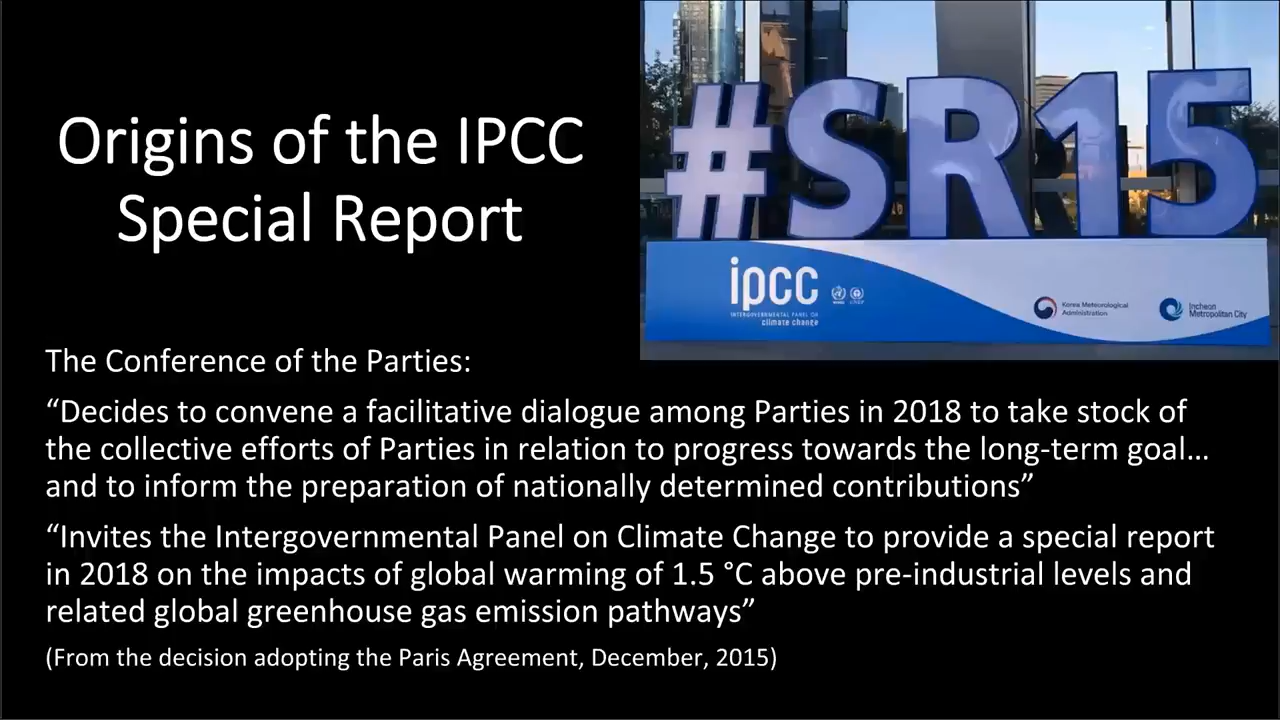 Origins of the IPCC
Special Report
#SR15
ipcc
INTERGOVERNMENTAL PANEL ON
climate change
Korea Meteorological
Administration
Incheon
Metropolitan City
The Conference of the Parties:
“Decides to convene a facilitative dialogue among Parties in 2018 to take stock of
the collective efforts of Parties in relation to progress towards the long-term goal...
and to inform the preparation of nationally determined contributions”
“Invites the Intergovernmental Panel on Climate Change to provide a special report
in 2018 on the impacts of global warming of 1.5 °C above pre-industrial levels and
related global greenhouse gas emission pathways”
(From the decision adopting the Paris Agreement, December, 2015)